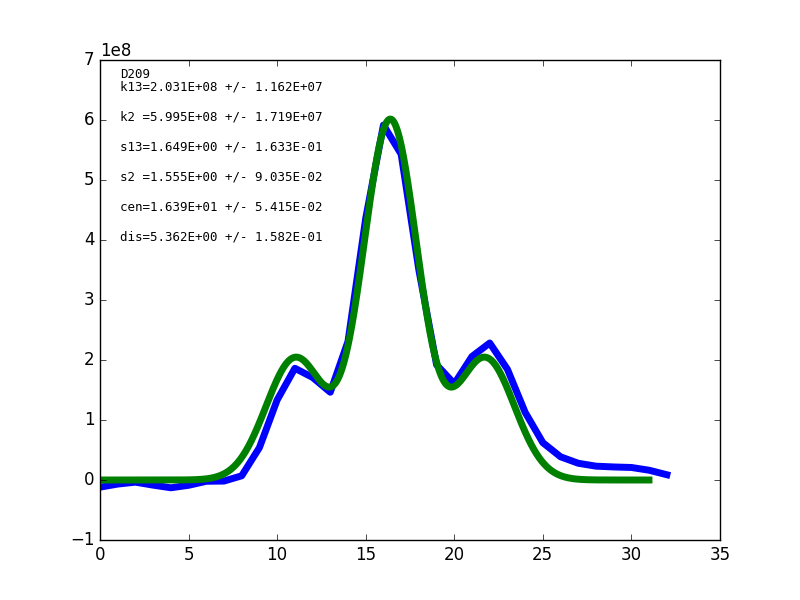 1e8
D209
k13=2.031E+08 +/- 1.162E+07
k2 =5.995E+08 +/- 1.719E+07
s13=1.649E+00 +/- 1.633E-01
s2 =1.555E+00 +/- 9.035E-02
cen=1.639E+01 +/- 5.415E-02
dis=5.362E+00 +/- 1.582E-01
7
6
5
4
3
2
1
0
−1
0 5 10 15 20 25 30 35